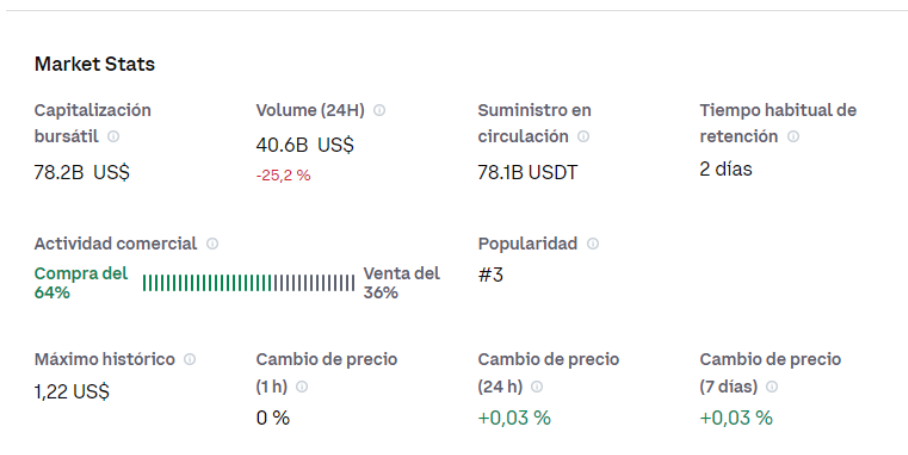 Market Stats
Capitalización
bursátil
78.2B US$
Volume (24H)
40.6B US$
-25,2 %
Suministro en
circulación
78.1B USDT
Tiempo habitual de
retención
2 días
Actividad comercial
Compra del
64%
Venta del
36%
Popularidad
#3
Máximo histórico
1,22 US$
Cambio de precio
(1 h)
0 %
Cambio de precio
(24 h)
+0,03 %
Cambio de precio
(7 días)
+0,03 %